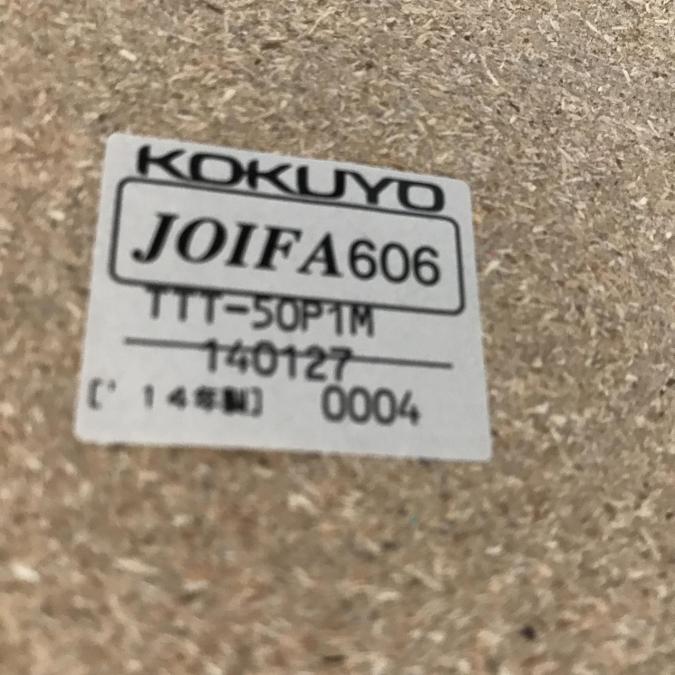 KOKUYO
JOIFA606
TTT-50P1M
140127
[’14年製] 0004